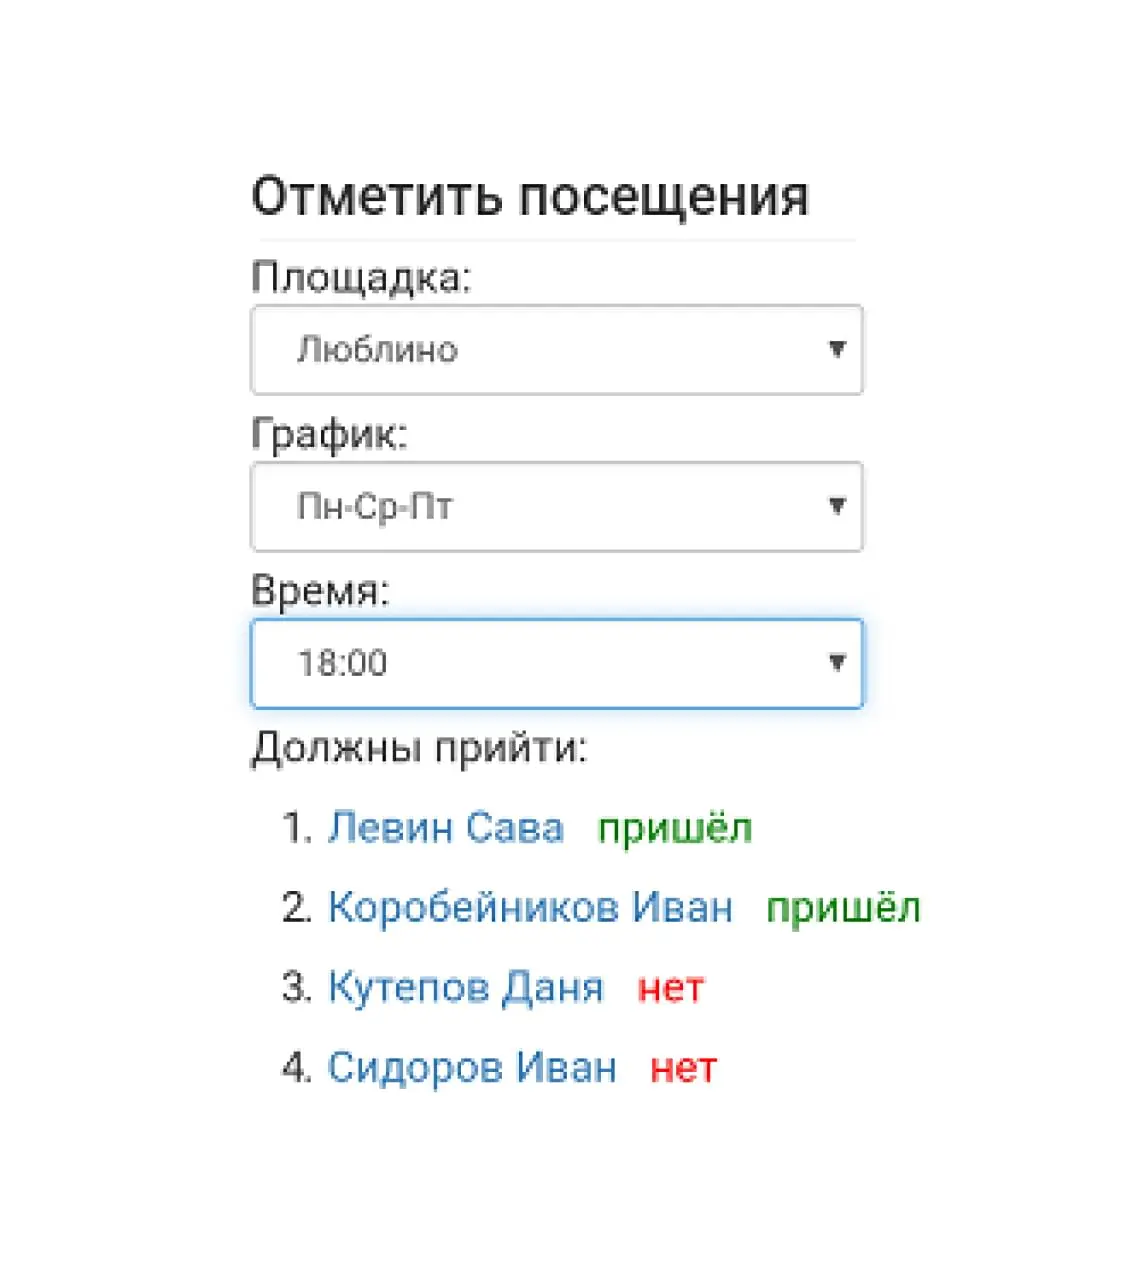 Отметить посещения
Площадка:
Люблино
График:
Пн-Ср-Пт
Время:
18:00
Должны прийти:
1. Левин Сава пришёл
2. Коробейников Иван пришёл
3. Кутепов Даня нет
4. Сидоров Иван нет